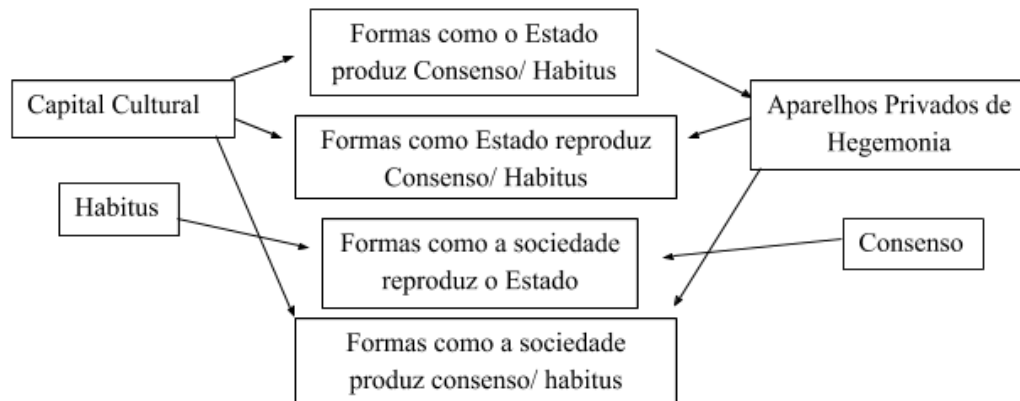 Formas como o Estado
produz Consenso/ Habitus
Capital Cultural
Aparelhos Privados de
Hegemonia
Formas como Estado reproduz
Consenso/ Habitus
Habitus
Formas como a sociedade
reproduz o Estado
Consenso
Formas como a sociedade
produz consenso/ habitus